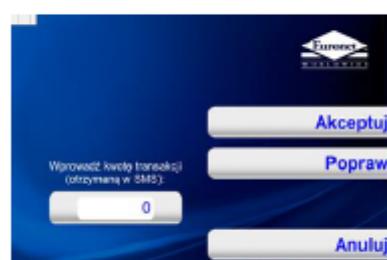 Euronet
WORLDWIDE
Akceptuj
Wprowadź kwotę transakcji
(otrzymaną w SMS):
Popraw
0
Anuluj